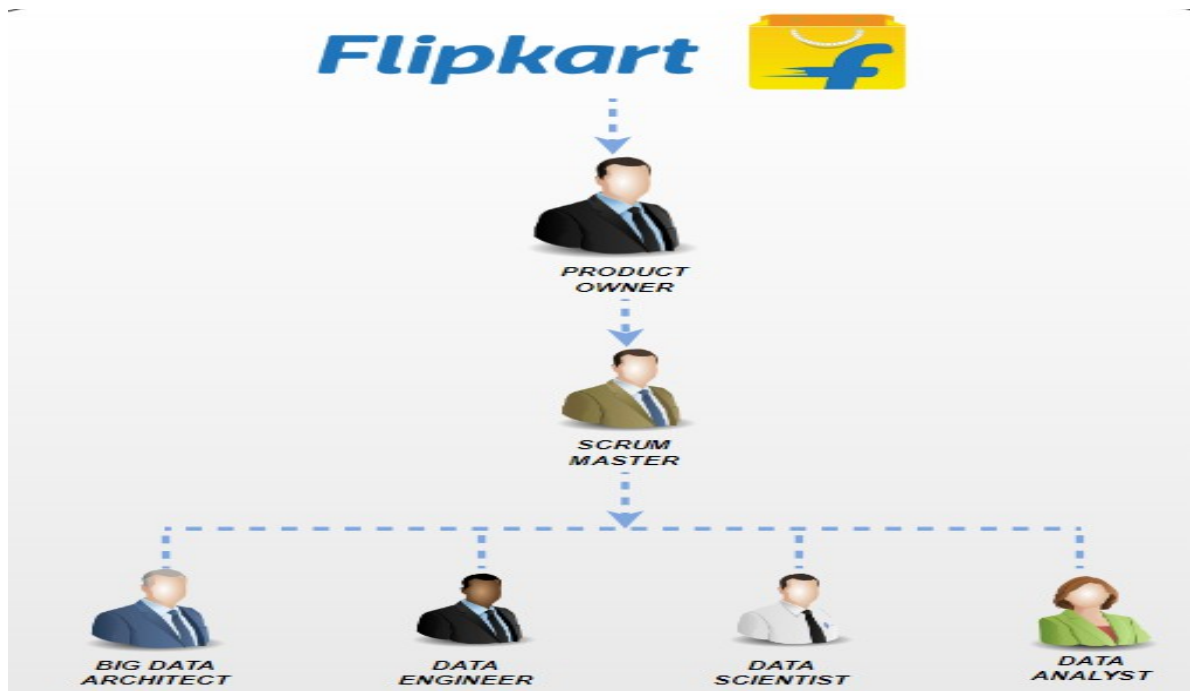 Flipkart
f
PRODUCT
OWNER
SCRUM
MASTER
BIG DATA
ARCHITECT
DATA
ENGINEER
DATA
SCIENTIST
DATA
ANALYST